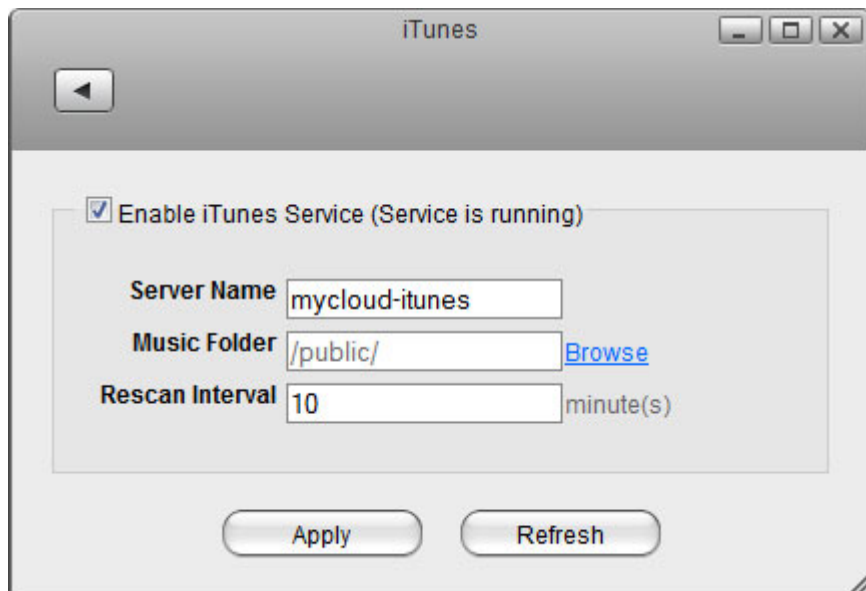 iTunes
Enable iTunes Service (Service is running)
Server Name mycloud-itunes
Music Folder /public/ Browse
Rescan Interval 10 minute(s)
Apply Refresh